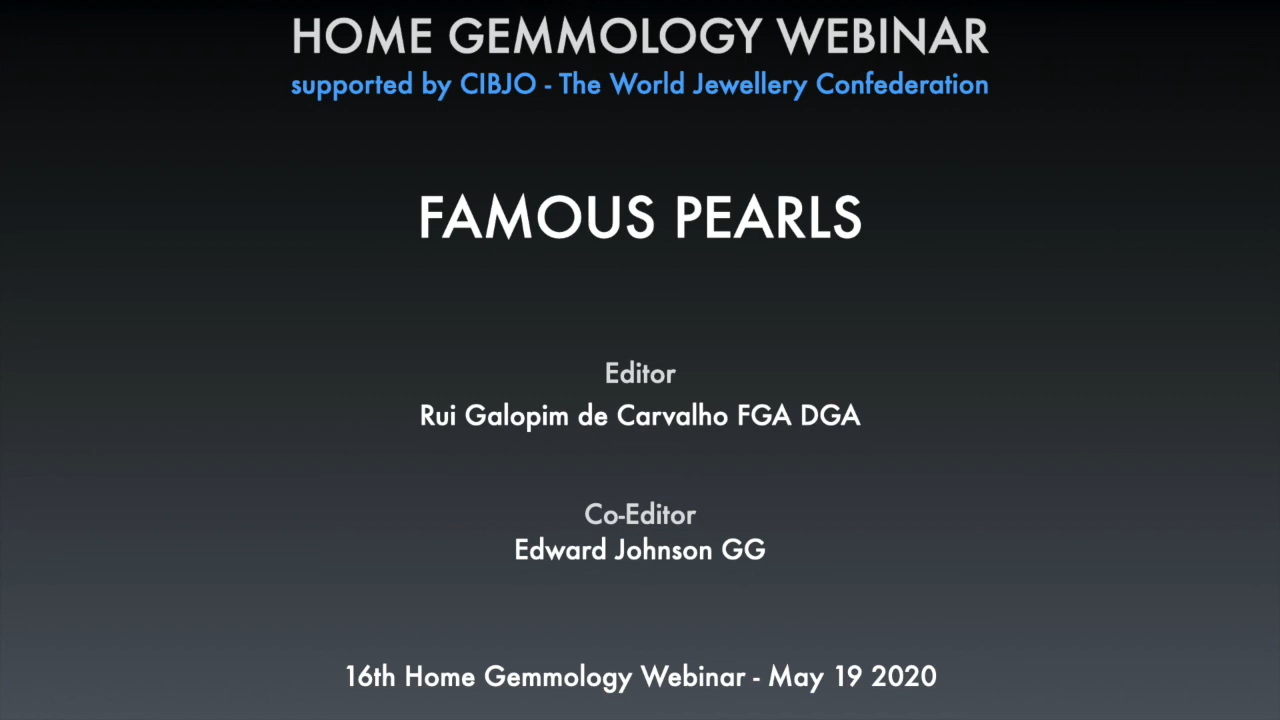 HOME GEMMOLOGY WEBINAR
supported by CIBJO - The World Jewellery Confederation
FAMOUS PEARLS
Editor
Rui Galopim de Carvalho FGA DGA
Co-Editor
Edward Johnson GG
16th Home Gemmology Webinar - May 19 2020